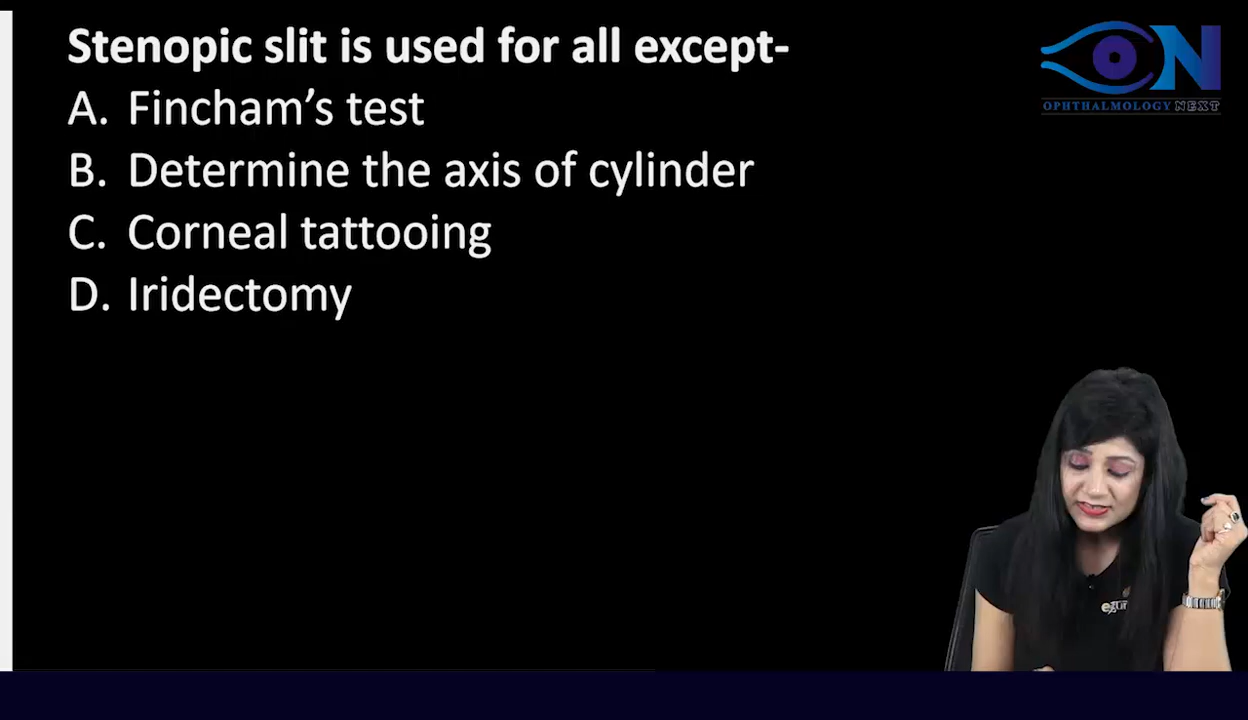 Stenopic slit is used for all except-
A. Fincham's test
B. Determine the axis of cylinder
C. Corneal tattooing
D. Iridectomy
ON
OPHTHALMOLOGY NEXT